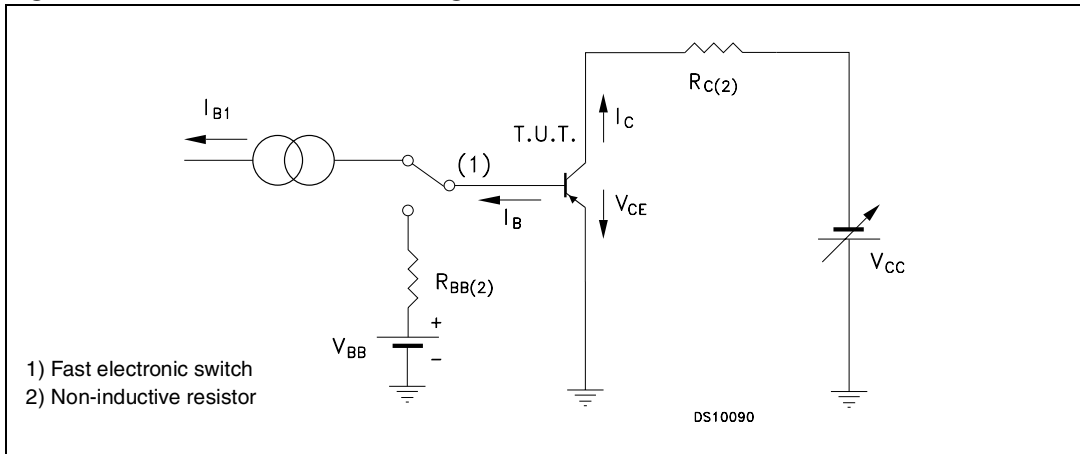 R_C(2)
I_B1
I_C
T.U.T.
(1)
V_CE
I_B
V_CC
R_BB(2)
+
V_BB
−
1) Fast electronic switch
2) Non-inductive resistor
DS10090